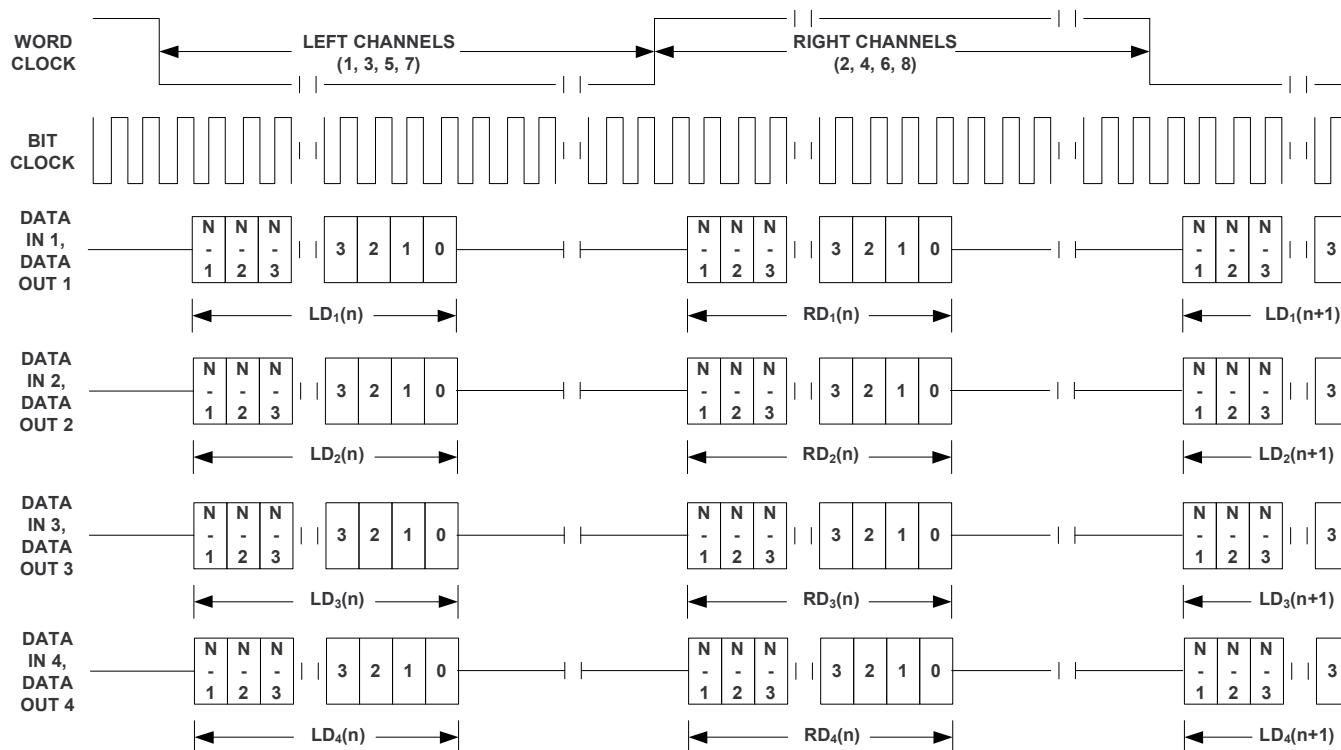 WORD
CLOCK
LEFT CHANNELS
(1, 3, 5, 7)
RIGHT CHANNELS
(2, 4, 6, 8)
BIT
CLOCK
DATA
IN 1,
DATA
OUT 1
N-1 N-2 N-3 3 2 1 0 N-1 N-2 N-3 3 2 1 0 N-1 N-2 N-3 3
LD₁(n) RD₁(n) LD₁(n+1)
DATA
IN 2,
DATA
OUT 2
N-1 N-2 N-3 3 2 1 0 N-1 N-2 N-3 3 2 1 0 N-1 N-2 N-3 3
LD₂(n) RD₂(n) LD₂(n+1)
DATA
IN 3,
DATA
OUT 3
N-1 N-2 N-3 3 2 1 0 N-1 N-2 N-3 3 2 1 0 N-1 N-2 N-3 3
LD₃(n) RD₃(n) LD₃(n+1)
DATA
IN 4,
DATA
OUT 4
N-1 N-2 N-3 3 2 1 0 N-1 N-2 N-3 3 2 1 0 N-1 N-2 N-3 3
LD₄(n) RD₄(n) LD₄(n+1)